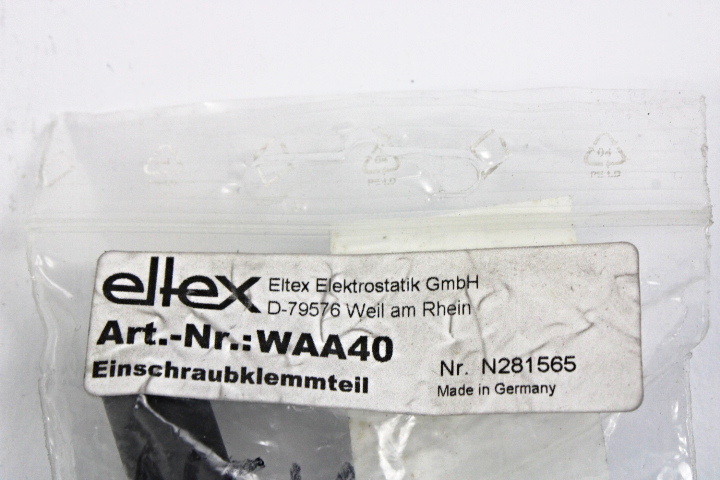 eltex Eltex Elektrostatik GmbH
D-79576 Weil am Rhein
Art.-Nr.:WAA40
Nr. N281565
Einschraubklemmteil
Made in Germany